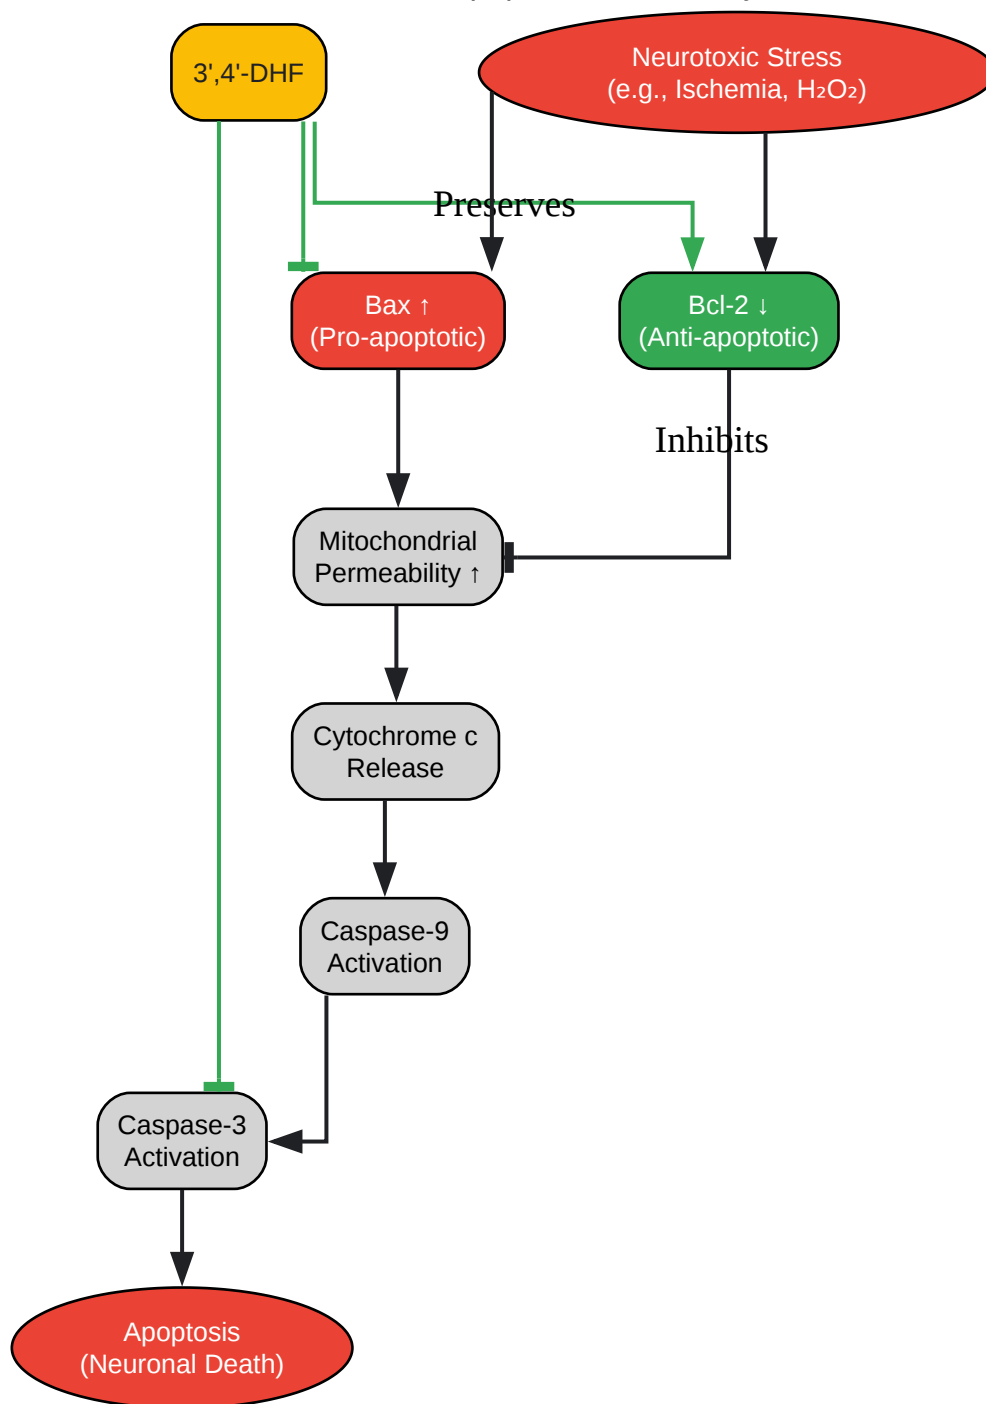 3',4'-DHF
Neurotoxic Stress
(e.g., Ischemia, H₂O₂)
Preserves
Bax ↑
(Pro-apoptotic)
Bcl-2 ↓
(Anti-apoptotic)
Inhibits
Mitochondrial
Permeability ↑
Cytochrome c
Release
Caspase-9
Activation
Caspase-3
Activation
Apoptosis
(Neuronal Death)